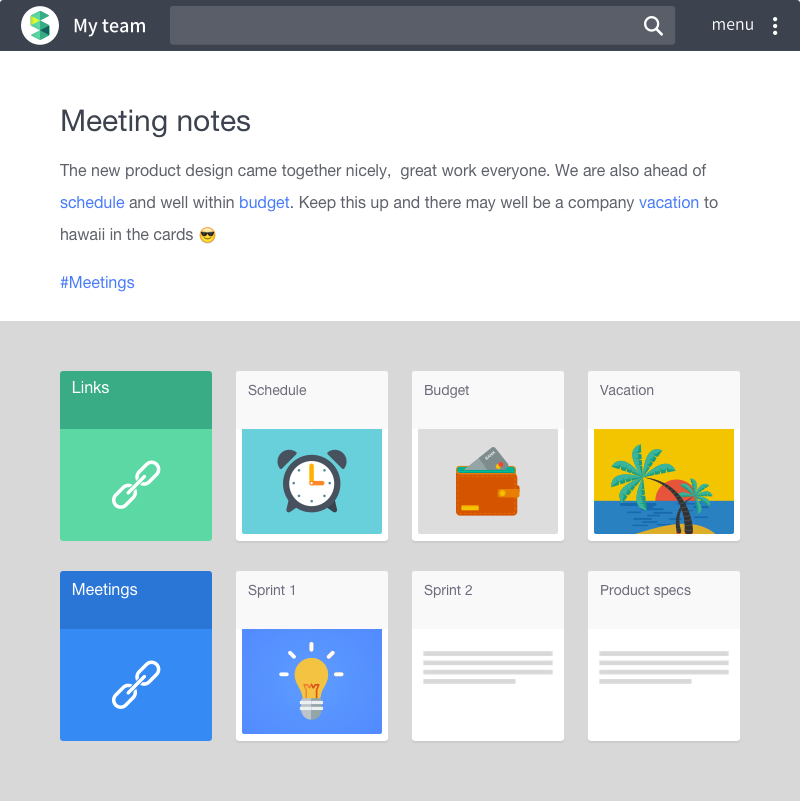 My team
menu
Meeting notes
The new product design came together nicely,  great work everyone. We are also ahead of
schedule and well within budget. Keep this up and there may well be a company vacation to
hawaii in the cards 😎
#Meetings
Links
Schedule
Budget
Vacation
Meetings
Sprint 1
Sprint 2
Product specs